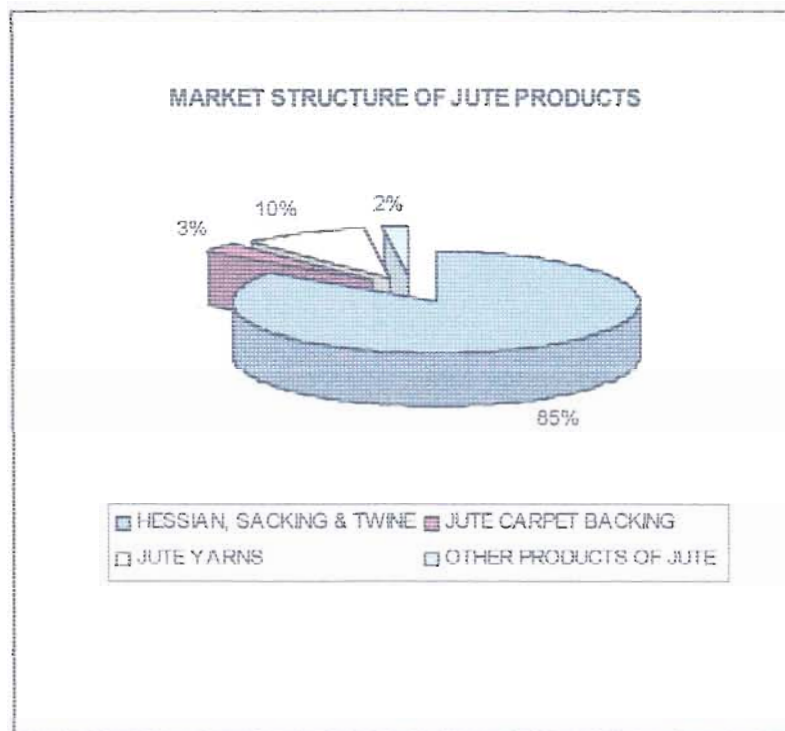 MARKET STRUCTURE OF JUTE PRODUCTS
2%
10%
3%
85%
HESSIAN, SACKING & TWINE JUTE CARPET BACKING
JUTE YARNS OTHER PRODUCTS OF JUTE